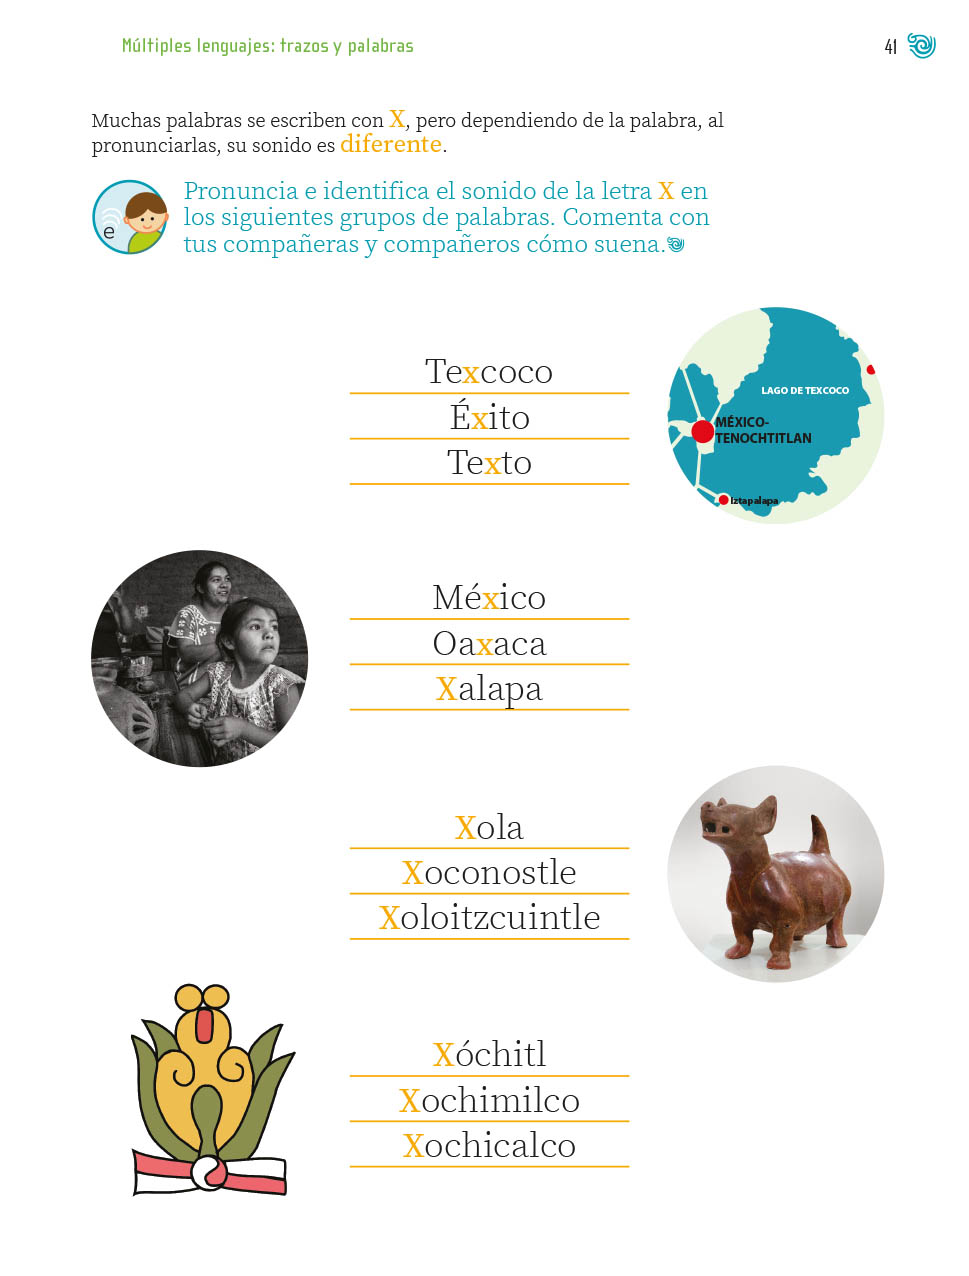 Múltiples lenguajes: trazos y palabras
41
Muchas palabras se escriben con X, pero dependiendo de la palabra, al
pronunciarlas, su sonido es diferente.
e
Pronuncia e identifica el sonido de la letra X en
los siguientes grupos de palabras. Comenta con
tus compañeras y compañeros cómo suena.
Texcoco
Éxito
Texto
LAGO DE TEXCOCO
MÉXICO-
TENOCHTITLAN
Iztapalapa
México
Oaxaca
Xalapa
Xola
Xoconostle
Xoloitzcuintle
Xóchitl
Xochimilco
Xochicalco